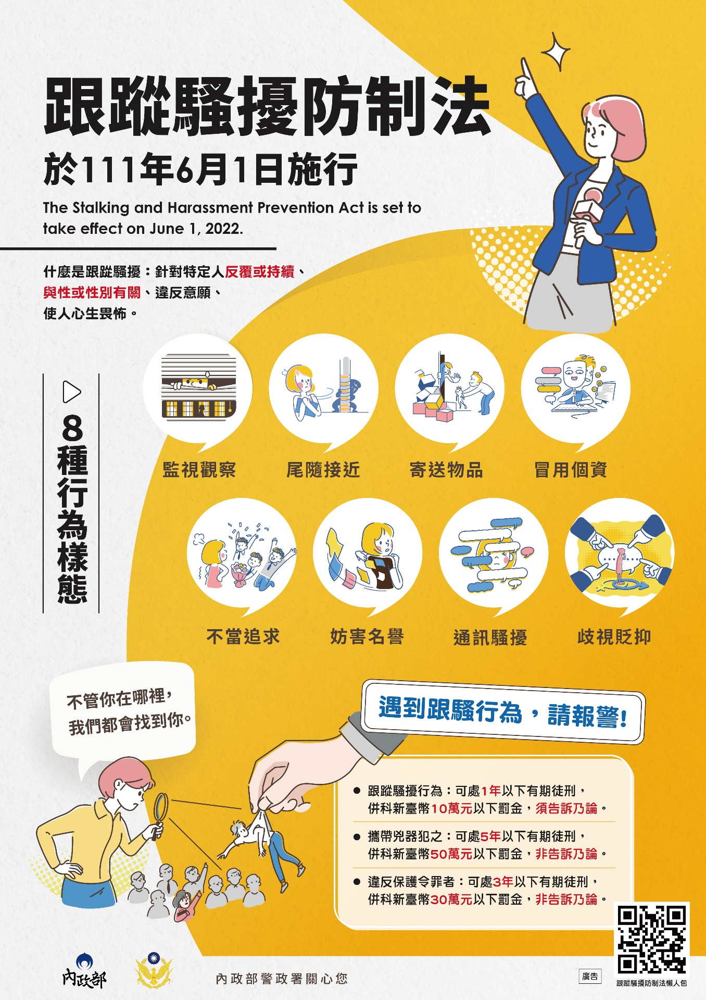 跟蹤騷擾防制法
於111年6月1日施行
The Stalking and Harassment Prevention Act is set to
take effect on June 1, 2022.
什麼是跟蹤騷擾：針對特定人反覆或持續、
與性或性別有關、違反意願、
使人心生畏怖。
8種行為樣態
監視觀察
尾隨接近
寄送物品
冒用個資
不當追求
妨害名譽
通訊騷擾
歧視貶抑
不管你在哪裡，
我們都會找到你。
遇到跟騷行為，請報警!
跟蹤騷擾行為：可處1年以下有期徒刑，
併科新臺幣10萬元以下罰金，須告訴乃論。
攜帶兇器犯之：可處5年以下有期徒刑，
併科新臺幣50萬元以下罰金，非告訴乃論。
違反保護令罪者：可處3年以下有期徒刑，
併科新臺幣30萬元以下罰金，非告訴乃論。
內政部
內政部警政署關心您
廣告
跟蹤騷擾防制法懶人包